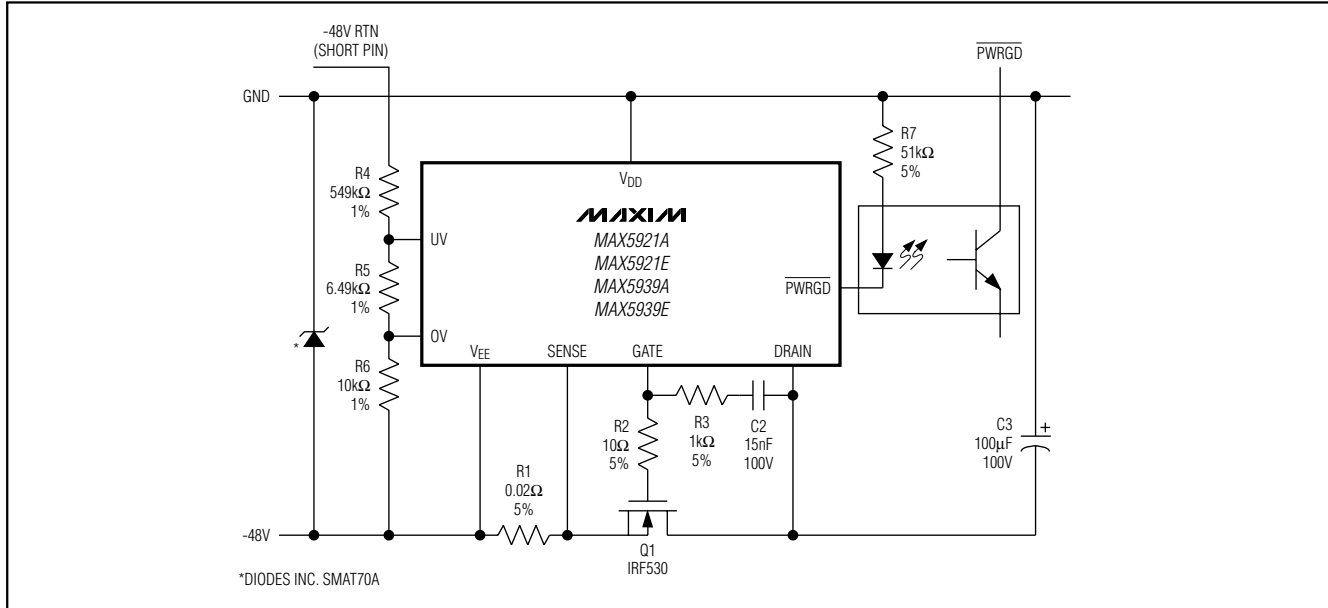 -48V RTN
(SHORT PIN)
PWRGD
GND
R4
549kΩ
1%
R5
6.49kΩ
1%
R6
10kΩ
1%
*
VDD
MAXIM
MAX5921A
MAX5921E
MAX5939A
MAX5939E
UV
OV
PWRGD
VEE
SENSE
GATE
DRAIN
R7
51kΩ
5%
R1
0.02Ω
5%
R2
10Ω
5%
R3
1kΩ
5%
C2
15nF
100V
C3
100µF
100V
+
-48V
Q1
IRF530
*DIODES INC. SMAT70A